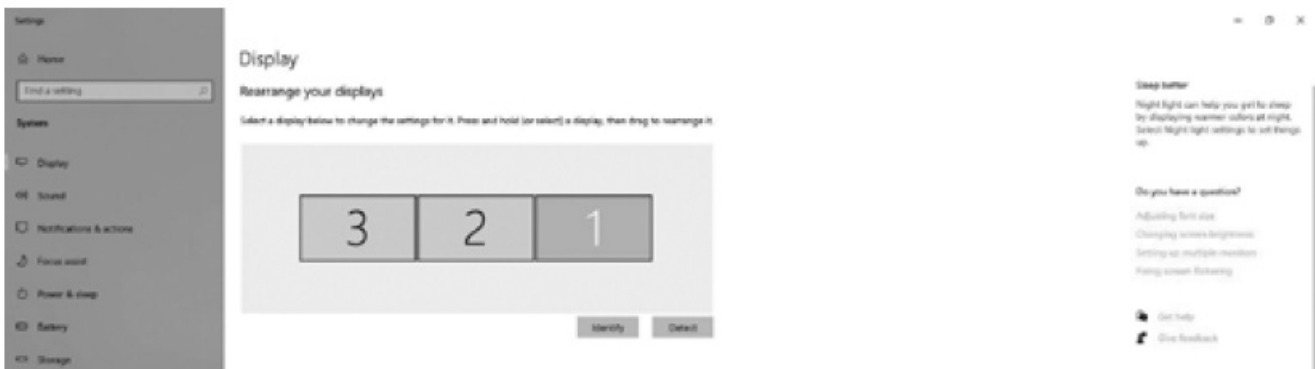 Settings
Home
Find a setting
System
Display
Sound
Notifications & actions
Focus assist
Power & sleep
Battery
Storage
Display
Rearrange your displays
Select a display below to change the settings for it. Press and hold (or select) a display, then drag to rearrange it.
3 2 1
Identify Detect
Sleep better
Night light can help you get to sleep
by displaying warmer colors at night.
Select Night light settings to set things
up.
Do you have a question?
Adjusting font size
Changing screen brightness
Setting up multiple monitors
Fixing screen flickering
Get help
Give feedback